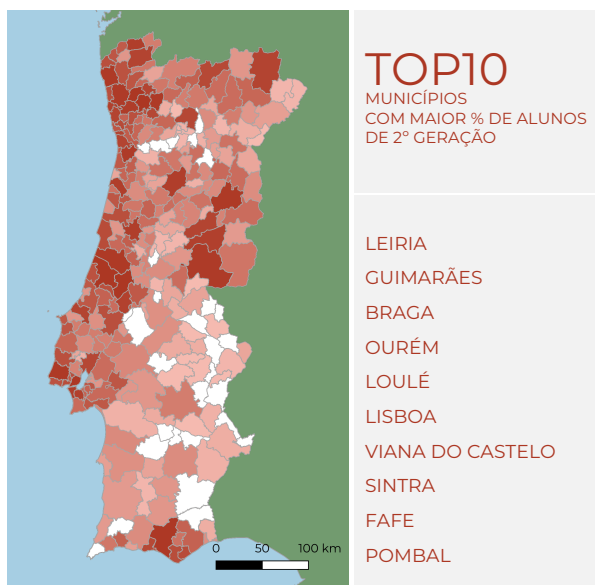 TOP10
MUNICÍPIOS
COM MAIOR % DE ALUNOS
DE 2º GERAÇÃO
LEIRIA
GUIMARÃES
BRAGA
OURÉM
LOULÉ
LISBOA
VIANA DO CASTELO
SINTRA
FAFE
POMBAL
0 50 100 km